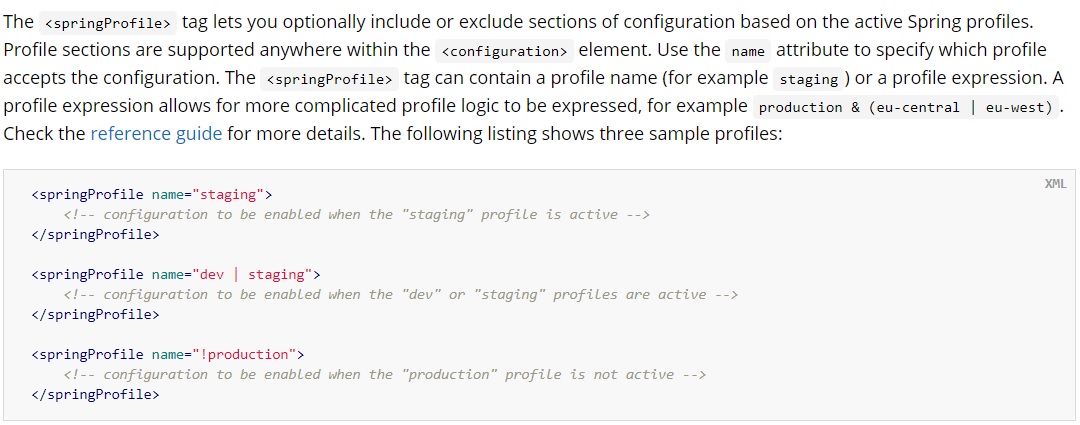 The <springProfile> tag lets you optionally include or exclude sections of configuration based on the active Spring profiles.
Profile sections are supported anywhere within the <configuration> element. Use the name attribute to specify which profile
accepts the configuration. The <springProfile> tag can contain a profile name (for example staging ) or a profile expression. A
profile expression allows for more complicated profile logic to be expressed, for example production & (eu-central | eu-west) .
Check the reference guide for more details. The following listing shows three sample profiles:
XML
<springProfile name="staging">
    <!-- configuration to be enabled when the "staging" profile is active -->
</springProfile>
<springProfile name="dev | staging">
    <!-- configuration to be enabled when the "dev" or "staging" profiles are active -->
</springProfile>
<springProfile name="!production">
    <!-- configuration to be enabled when the "production" profile is not active -->
</springProfile>